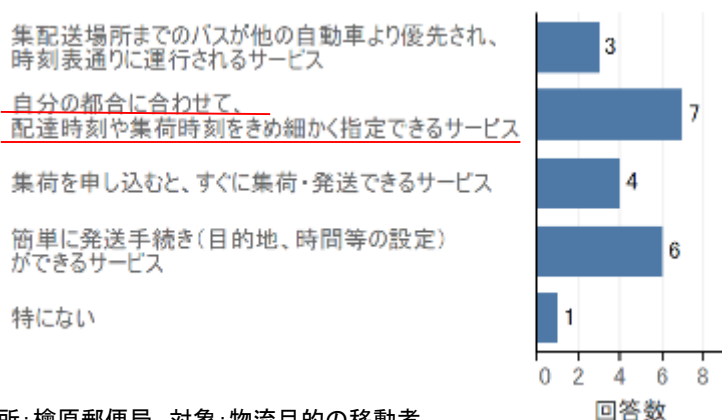 集配送場所までのバスが他の自動車より優先され、
時刻表通りに運行されるサービス
3
自分の都合に合わせて、
配達時刻や集荷時刻をきめ細かく指定できるサービス
7
集荷を申し込むと、すぐに集荷・発送できるサービス
4
簡単に発送手続き(目的地、時間等の設定)
ができるサービス
6
特にない
1
0 2 4 6 8
回答数
所:檜原郵便局 対象:物流目的の移動者